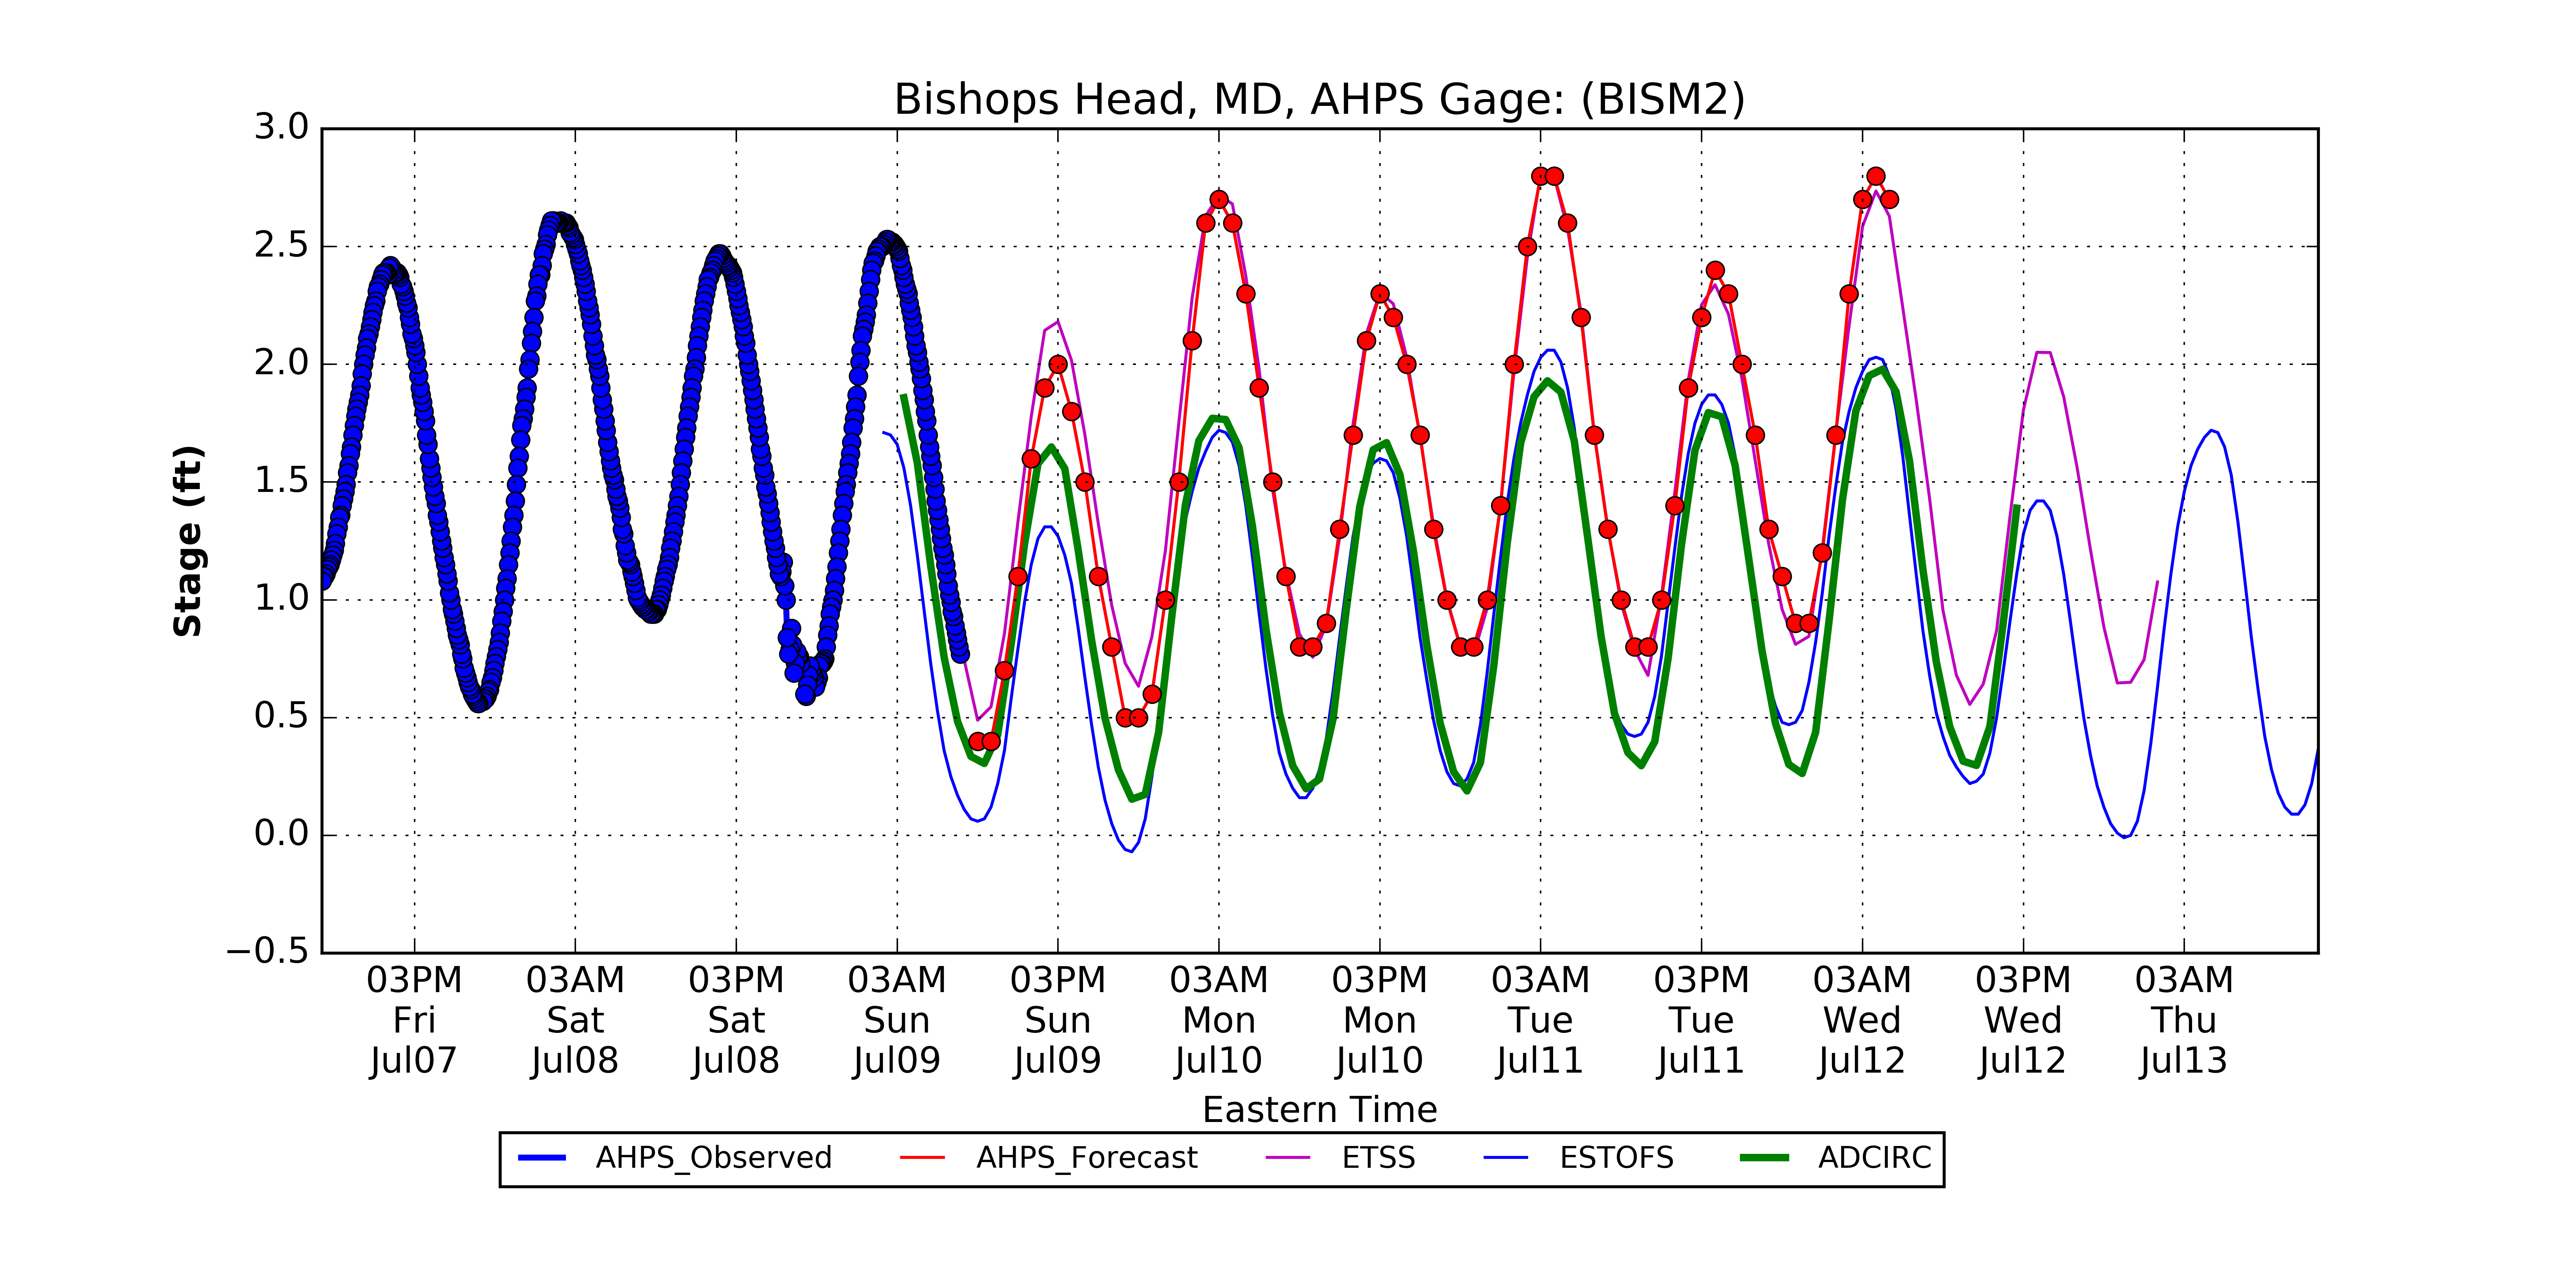 Bishops Head, MD, AHPS Gage: (BISM2)
3.0
2.5
2.0
1.5
1.0
0.5
0.0
−0.5
Stage (ft)
03PM 03AM 03PM 03AM 03PM 03AM 03PM 03AM 03PM 03AM 03PM 03AM
Fri Sat Sat Sun Sun Mon Mon Tue Tue Wed Wed Thu
Jul07 Jul08 Jul08 Jul09 Jul09 Jul10 Jul10 Jul11 Jul11 Jul12 Jul12 Jul13
Eastern Time
AHPS_Observed AHPS_Forecast ETSS ESTOFS ADCIRC